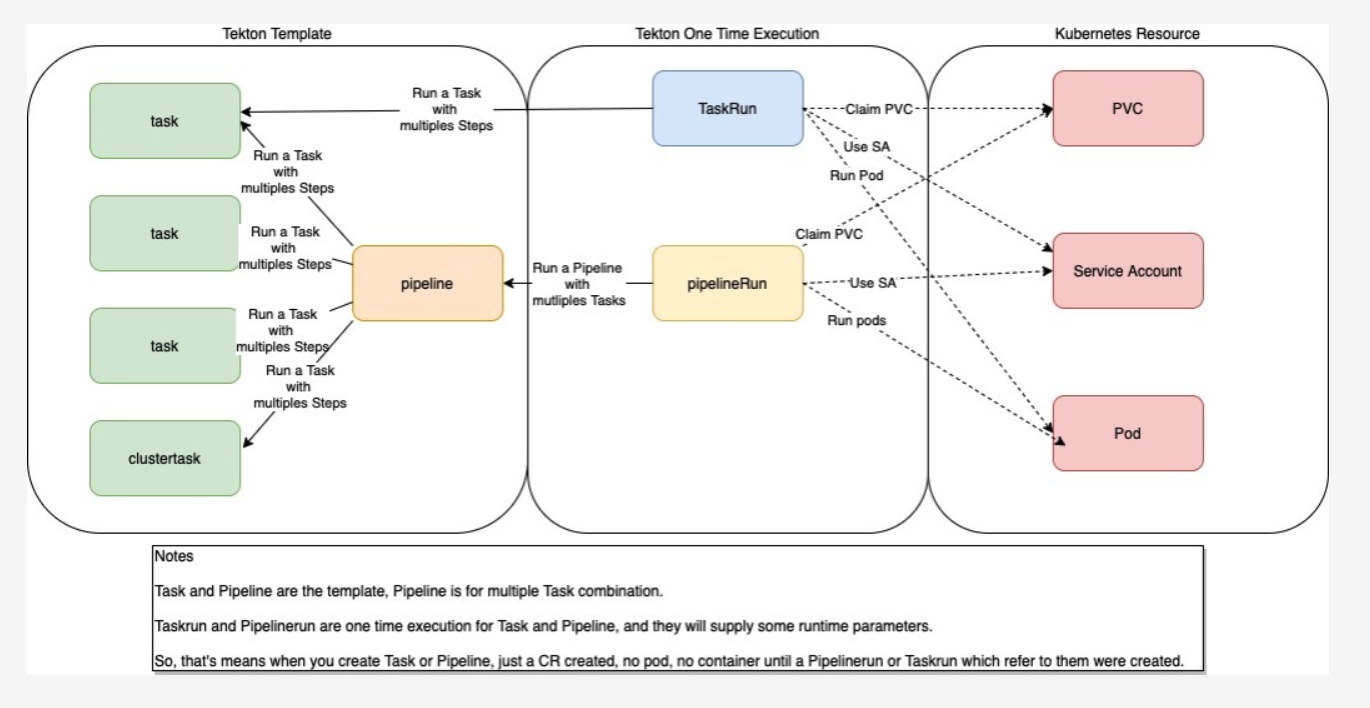 Tekton Template
Tekton One Time Execution
Kubernetes Resource
task
Run a Task
with
multiples Steps
TaskRun
Claim PVC
PVC
Use SA
Run a Task
with
multiples Steps
Run Pod
task
Run a Task
with
multiples Steps
Claim PVC
pipeline
Run a Pipeline
with
mutliples Tasks
pipelineRun
Use SA
Service Account
Run a Task
with
multiples Steps
Run pods
task
Run a Task
with
multiples Steps
clustertask
Pod
Notes
Task and Pipeline are the template, Pipeline is for multiple Task combination.
Taskrun and Pipelinerun are one time execution for Task and Pipeline, and they will supply some runtime parameters.
So, that's means when you create Task or Pipeline, just a CR created, no pod, no container until a Pipelinerun or Taskrun which refer to them were created.